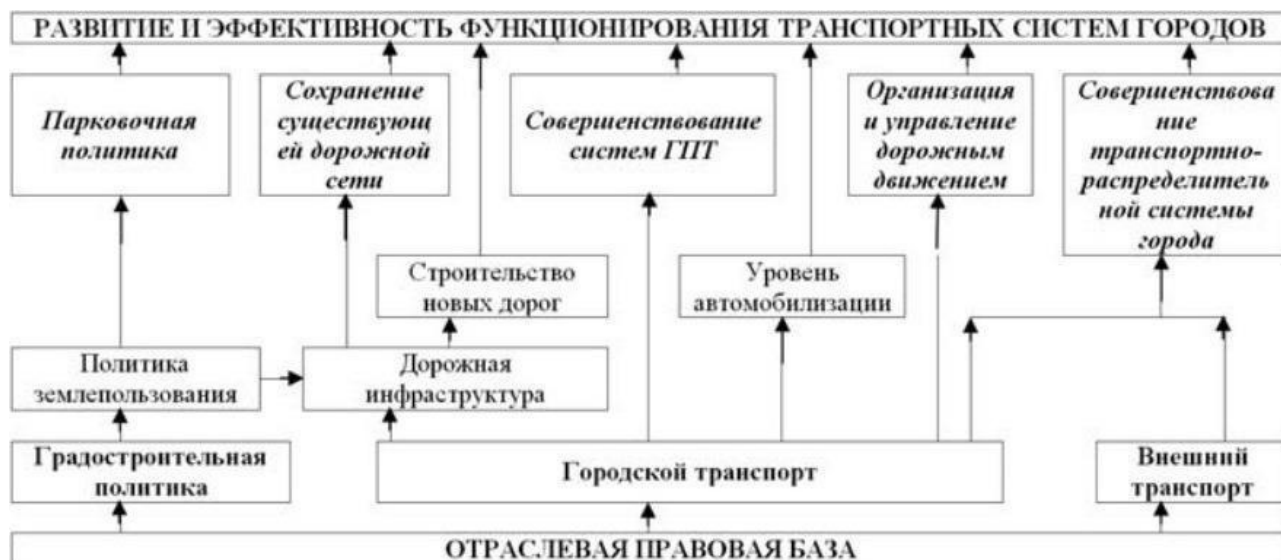 РАЗВИТИЕ И ЭФФЕКТИВНОСТЬ ФУНКЦИОНИРОВАНИЯ ТРАНСПОРТНЫХ СИСТЕМ ГОРОДОВ
Парковочная
политика
Сохранение
существующ
ей дорожной
сети
Совершенствование
систем ГПТ
Организация
и управление
дорожным
движением
Совершенствова
ние
транспортно-
распределитель
ной системы
города
Строительство
новых дорог
Уровень
автомобилизации
Политика
землепользования
Дорожная
инфраструктура
Градостроительная
политика
Городской транспорт
Внешний
транспорт
ОТРАСЛЕВАЯ ПРАВОВАЯ БАЗА